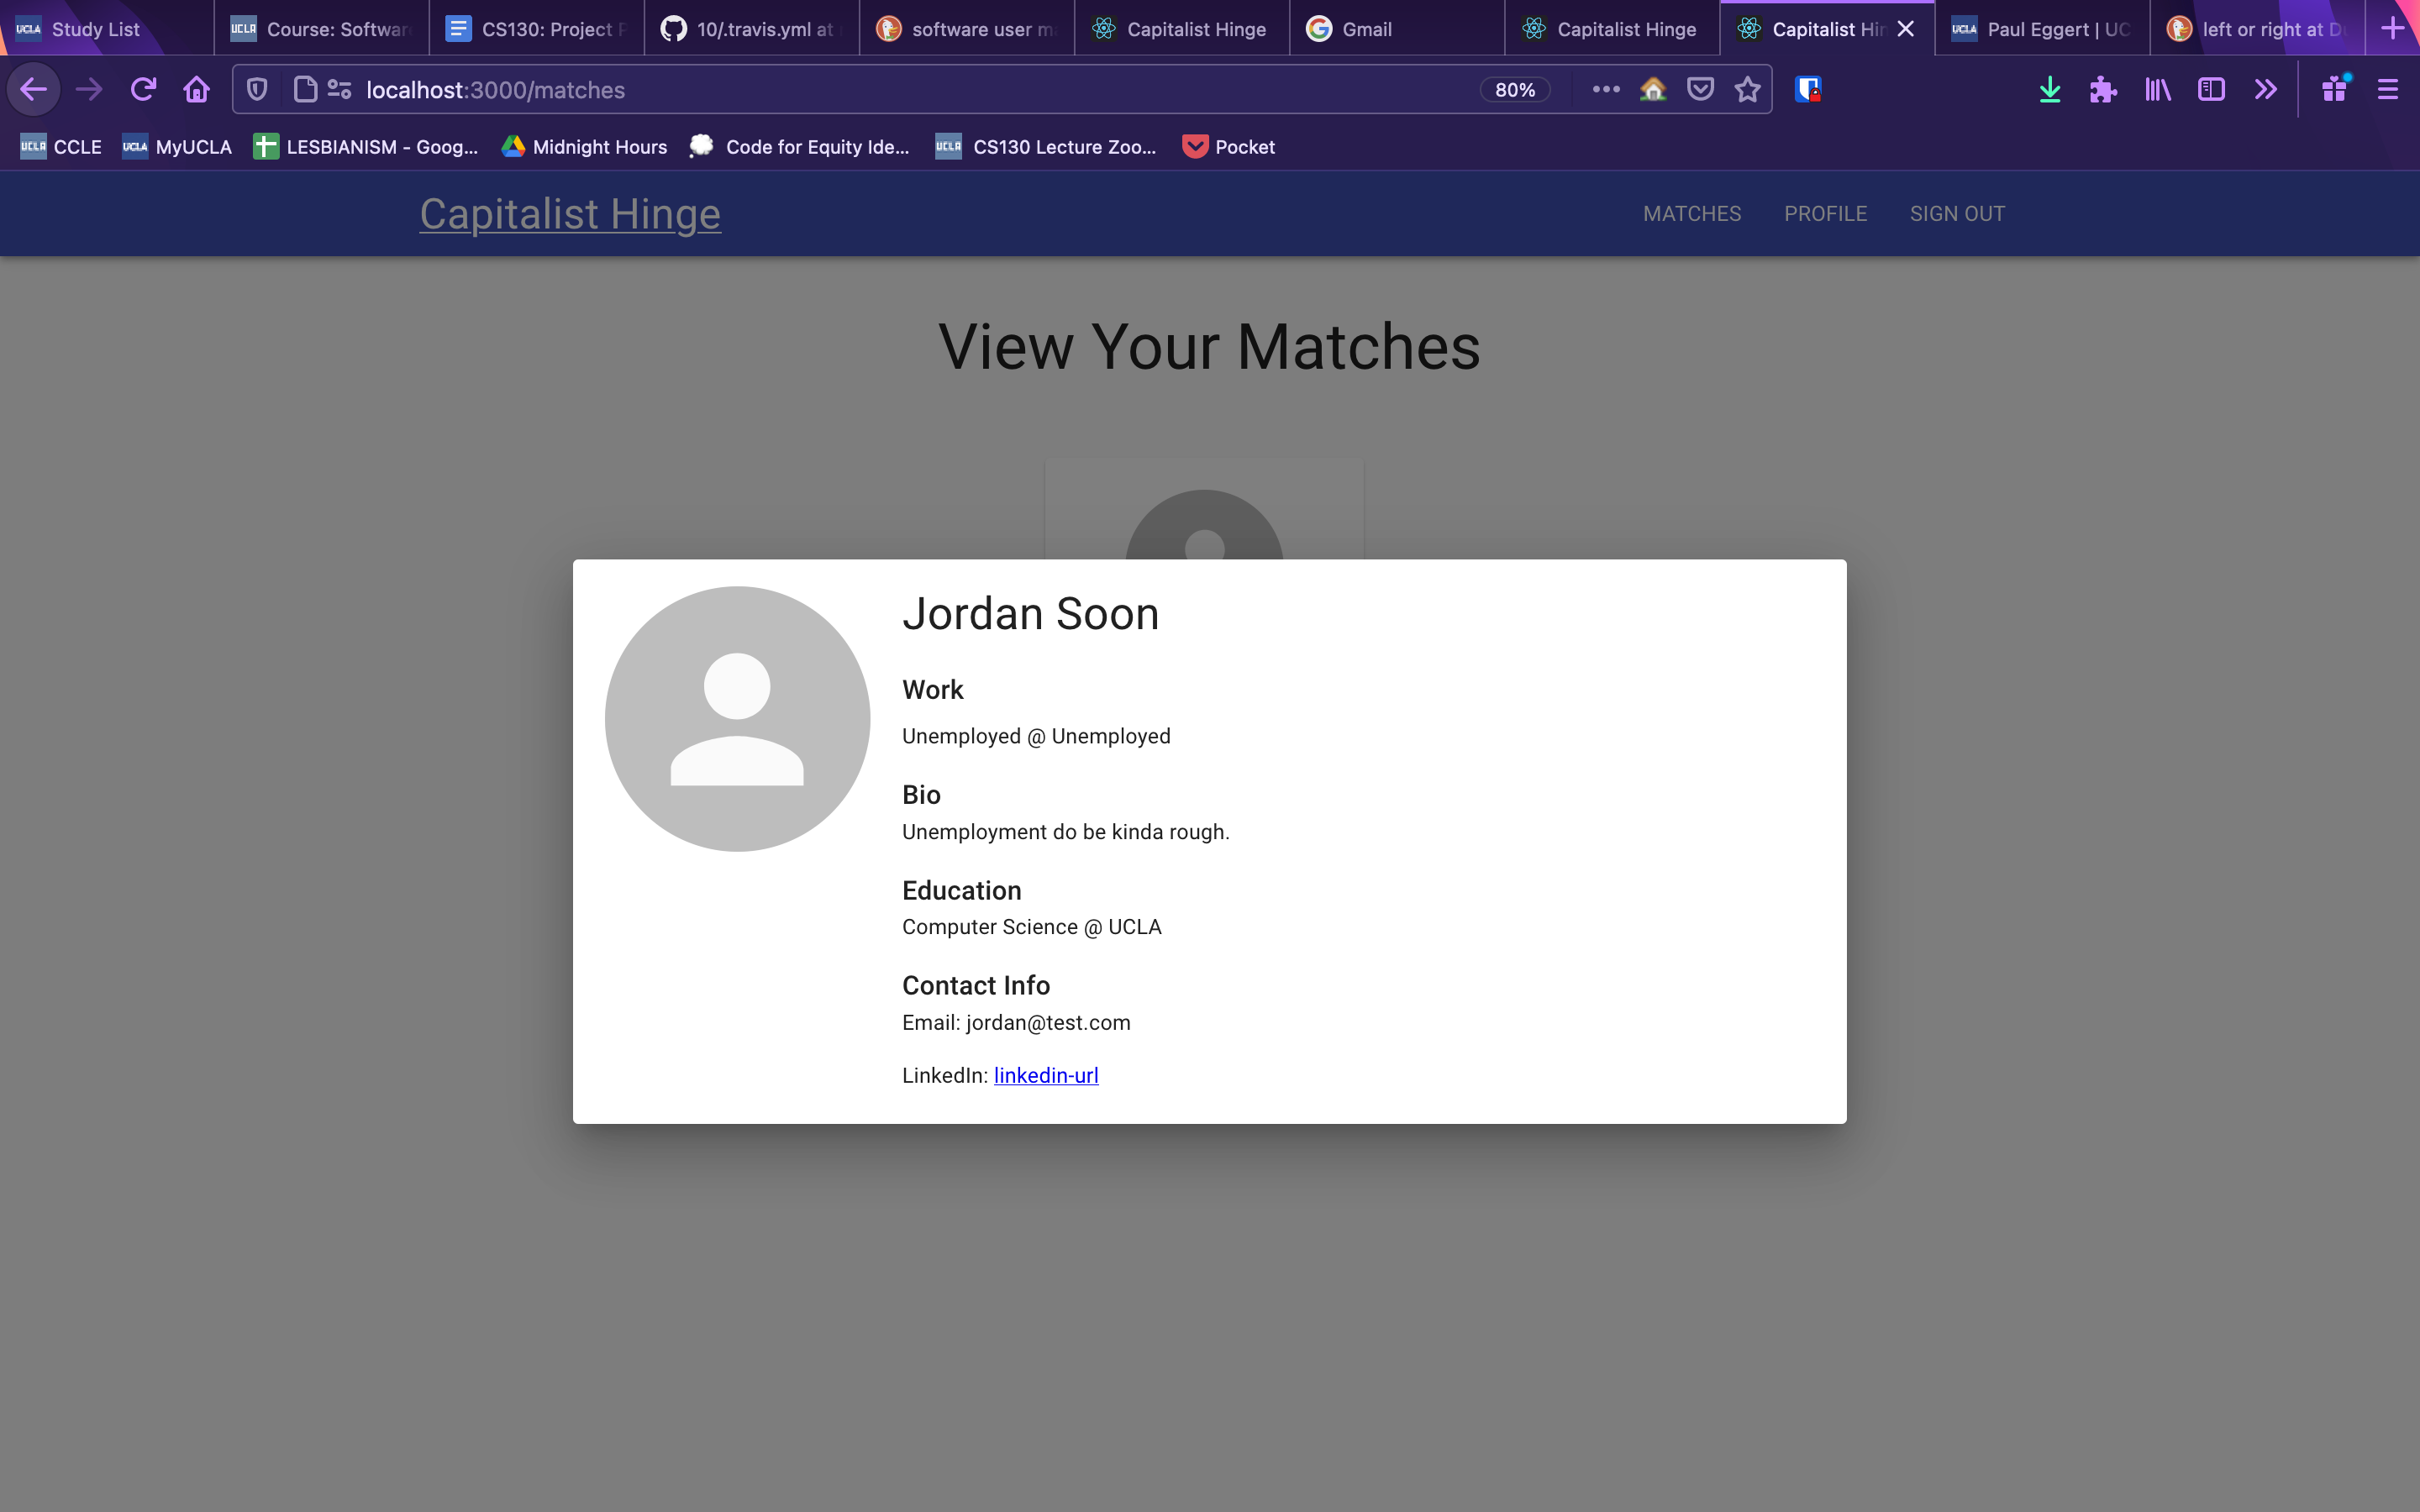 Study List
Course: Softwar
CS130: Project
10/.travis.yml at
software user m
Capitalist Hinge
Gmail
Capitalist Hinge
Capitalist Hin
Paul Eggert | UC
left or right at D
localhost:3000/matches
80%
UCLA CCLE
UCLA MyUCLA
LESBIANISM - Goog...
Midnight Hours
Code for Equity Ide...
UCLA CS130 Lecture Zoo...
Pocket
Capitalist Hinge
MATCHES
PROFILE
SIGN OUT
View Your Matches
Jordan Soon
Work
Unemployed @ Unemployed
Bio
Unemployment do be kinda rough.
Education
Computer Science @ UCLA
Contact Info
Email: jordan@test.com
LinkedIn: linkedin-url